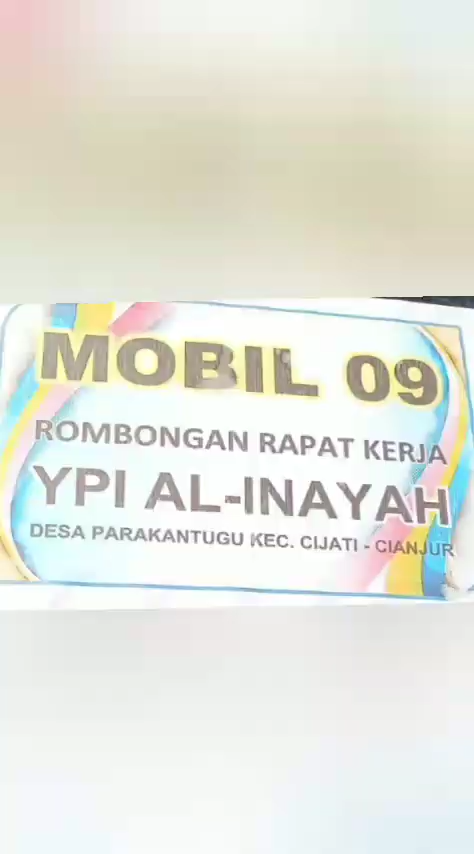 MOBIL 09
ROMBONGAN RAPAT KERJA
YPI AL-INAYAH
DESA PARAKANTUGU KEC. CIJATI - CIANJUR